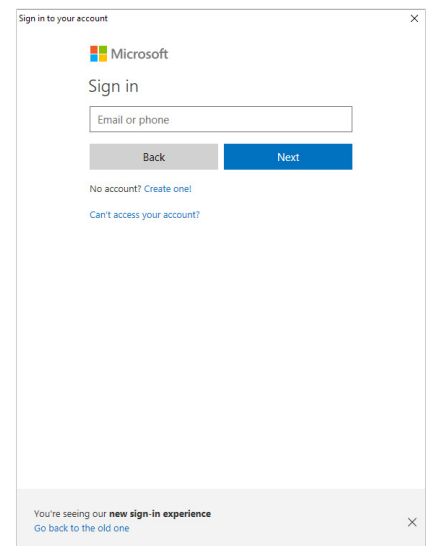 Sign in to your account
Microsoft
Sign in
Email or phone
Back Next
No account? Create one!
Can't access your account?
You're seeing our new sign-in experience
Go back to the old one